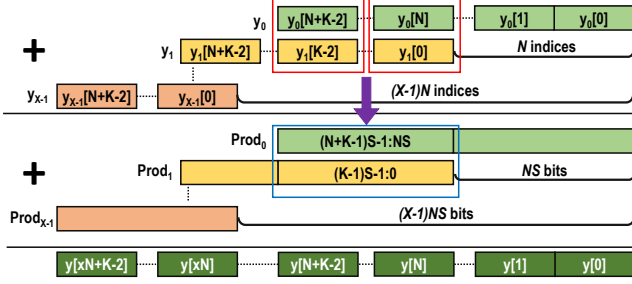 y₀ y₀[N+K-2] y₀[N] y₀[1] y₀[0]
+ y₁ y₁[N+K-2] y₁[K-2] y₁[0] N indices
yX-1 yX-1[N+K-2] yX-1[0] (X-1)N indices
Prod₀ (N+K-1)S-1:NS
+ Prod₁ (K-1)S-1:0 NS bits
ProdX-1 (X-1)NS bits
y[xN+K-2] y[xN] y[N+K-2] y[N] y[1] y[0]